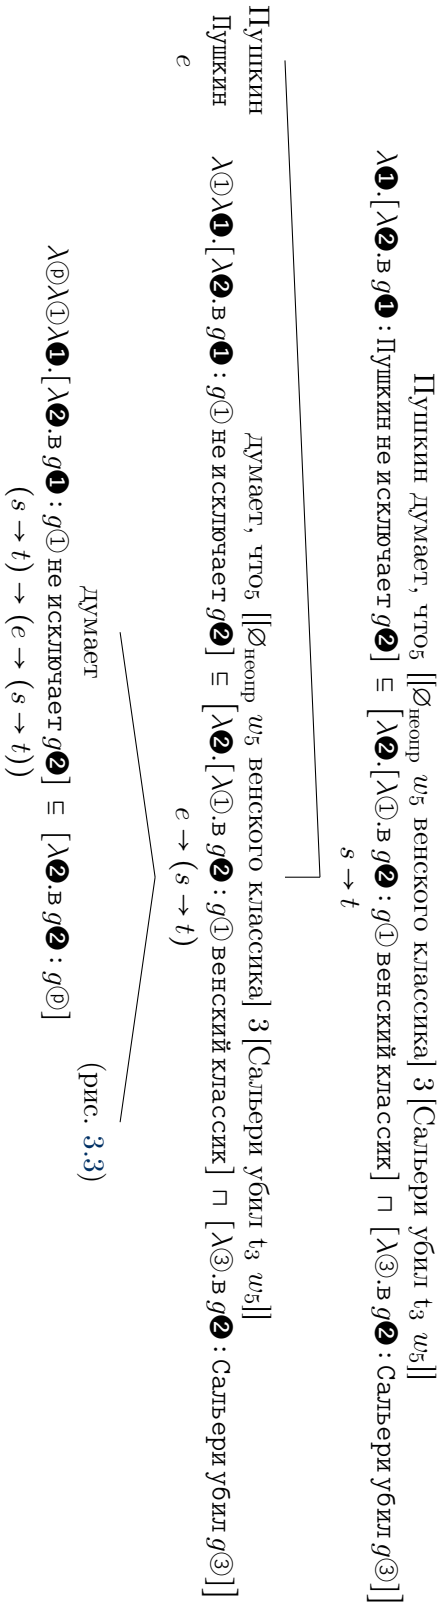 Пушкин думает, что₅ [[∅неопр w₅ венского классика] 3 [Сальери убил t₃ w₅]]
λ❶.[λ❷.в g❶ : Пушкин не исключает g❷] ⊑ [λ❷.[λ①.в g❷ : g① венский классик] ⊓ [λ③.в g❷ : Сальери убил g③]]
s → t
Пушкин
Пушкин
e
думает, что₅ [[∅неопр w₅ венского классика] 3 [Сальери убил t₃ w₅]]
λ①λ❶.[λ❷.в g❶ : g① не исключает g❷] ⊑ [λ❷.[λ①.в g❷ : g① венский классик] ⊓ [λ③.в g❷ : Сальери убил g③]]
e → (s → t)
думает
λⓟλ①λ❶.[λ❷.в g❶ : g① не исключает g❷] ⊑ [λ❷.в g❷ : gⓟ]
(s → t) → (e → (s → t))
(рис. 3.3)